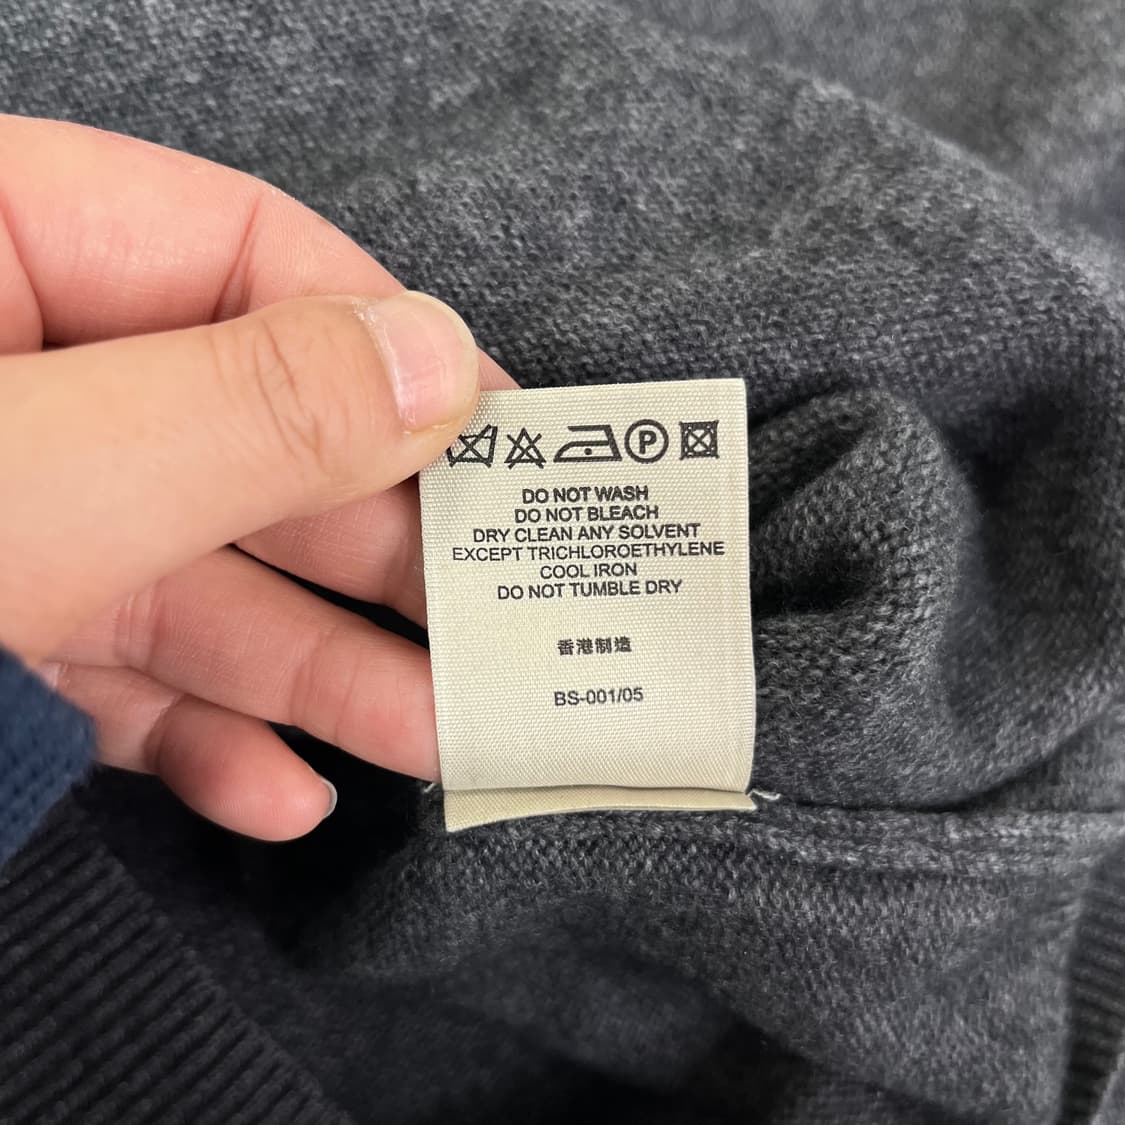 P
DO NOT WASH
DO NOT BLEACH
DRY CLEAN ANY SOLVENT
EXCEPT TRICHLOROETHYLENE
COOL IRON
DO NOT TUMBLE DRY
香港制造
BS-001/05